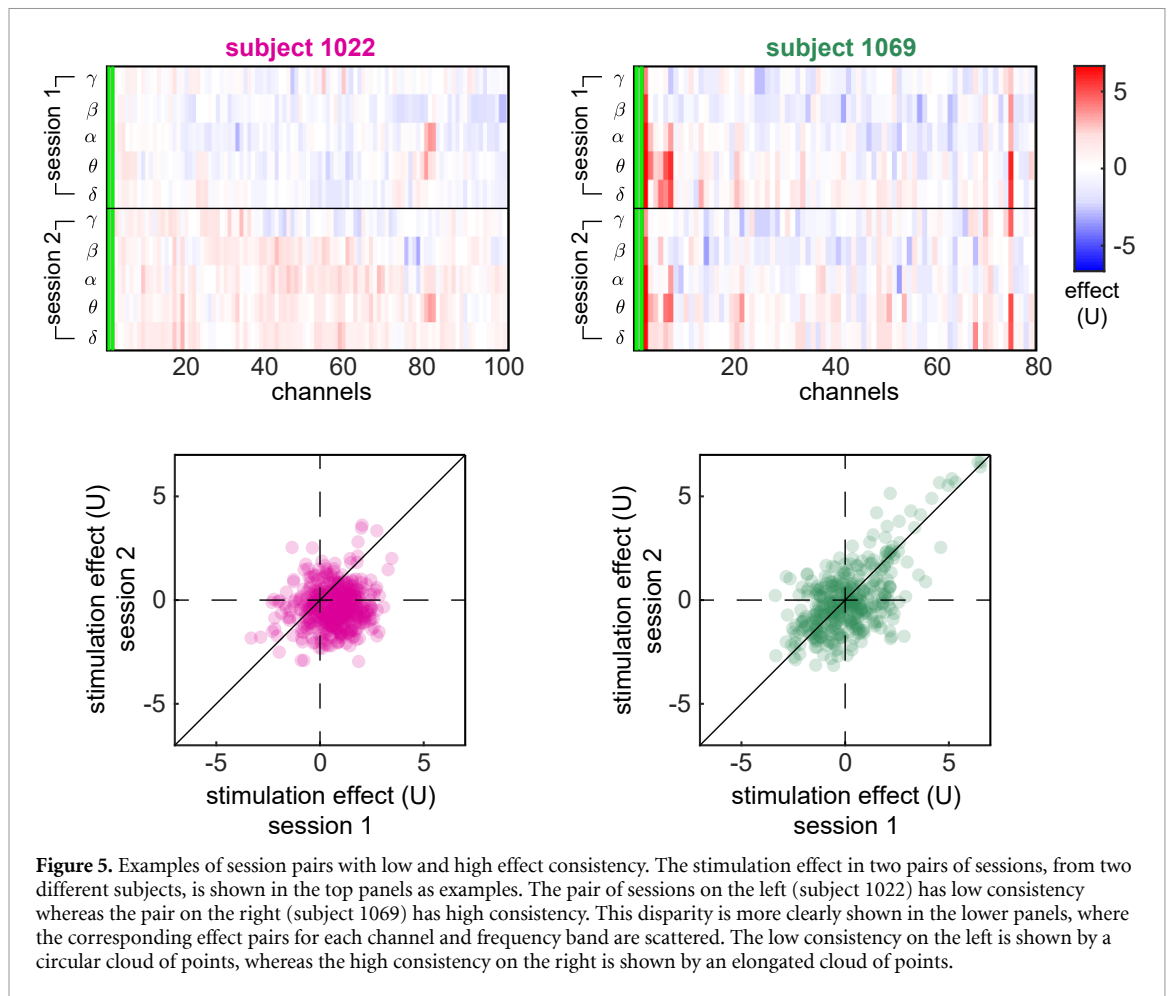 subject 1022
subject 1069
session 1
γ
β
α
θ
δ
session 2
γ
β
α
θ
δ
20 40 60 80 100
channels
session 1
γ
β
α
θ
δ
session 2
γ
β
α
θ
δ
20 40 60 80
channels
5
0
-5
effect
(U)
stimulation effect (U)
session 2
5
0
-5
-5 0 5
stimulation effect (U)
session 1
stimulation effect (U)
session 2
5
0
-5
-5 0 5
stimulation effect (U)
session 1
Figure 5. Examples of session pairs with low and high effect consistency. The stimulation effect in two pairs of sessions, from two
different subjects, is shown in the top panels as examples. The pair of sessions on the left (subject 1022) has low consistency
whereas the pair on the right (subject 1069) has high consistency. This disparity is more clearly shown in the lower panels, where
the corresponding effect pairs for each channel and frequency band are scattered. The low consistency on the left is shown by a
circular cloud of points, whereas the high consistency on the right is shown by an elongated cloud of points.